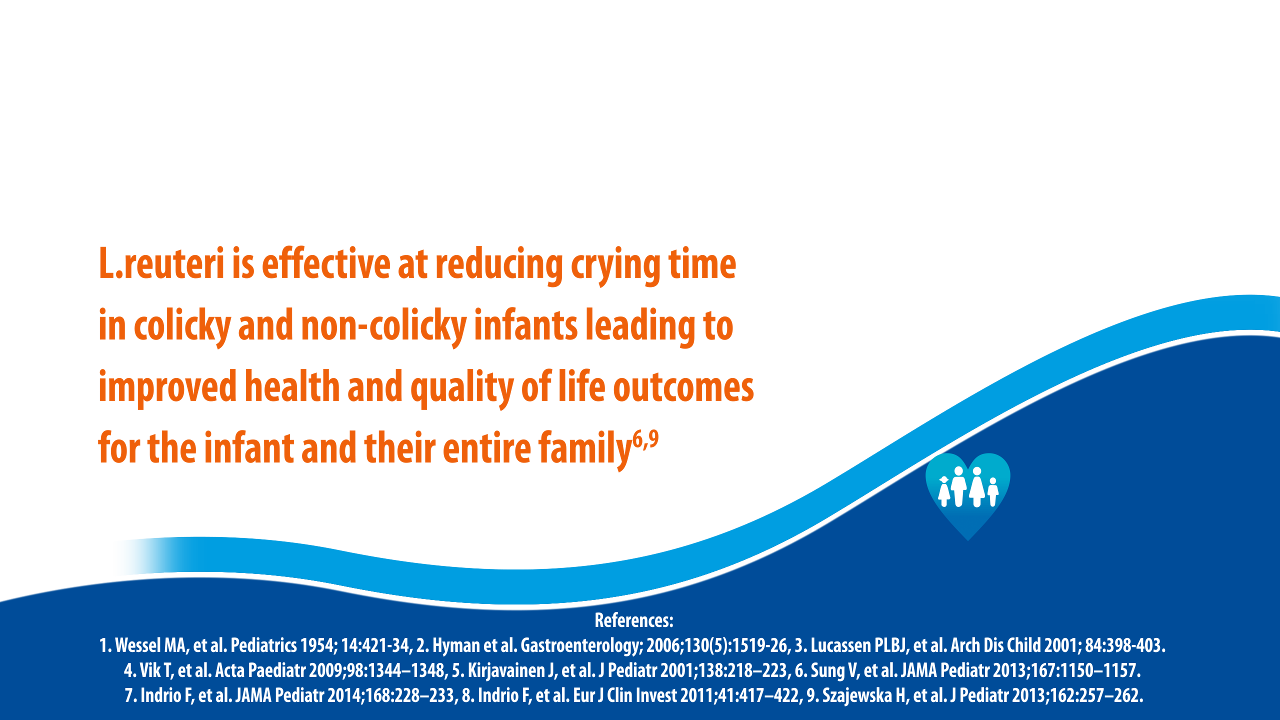 L.reuteri is effective at reducing crying time
in colicky and non-colicky infants leading to
improved health and quality of life outcomes
for the infant and their entire family6,9
References:
1. Wessel MA, et al. Pediatrics 1954; 14:421-34, 2. Hyman et al. Gastroenterology; 2006;130(5):1519-26, 3. Lucassen PLBJ, et al. Arch Dis Child 2001; 84:398-403.
4. Vik T, et al. Acta Paediatr 2009;98:1344–1348, 5. Kirjavainen J, et al. J Pediatr 2001;138:218–223, 6. Sung V, et al. JAMA Pediatr 2013;167:1150–1157.
7. Indrio F, et al. JAMA Pediatr 2014;168:228–233, 8. Indrio F, et al. Eur J Clin Invest 2011;41:417–422, 9. Szajewska H, et al. J Pediatr 2013;162:257–262.